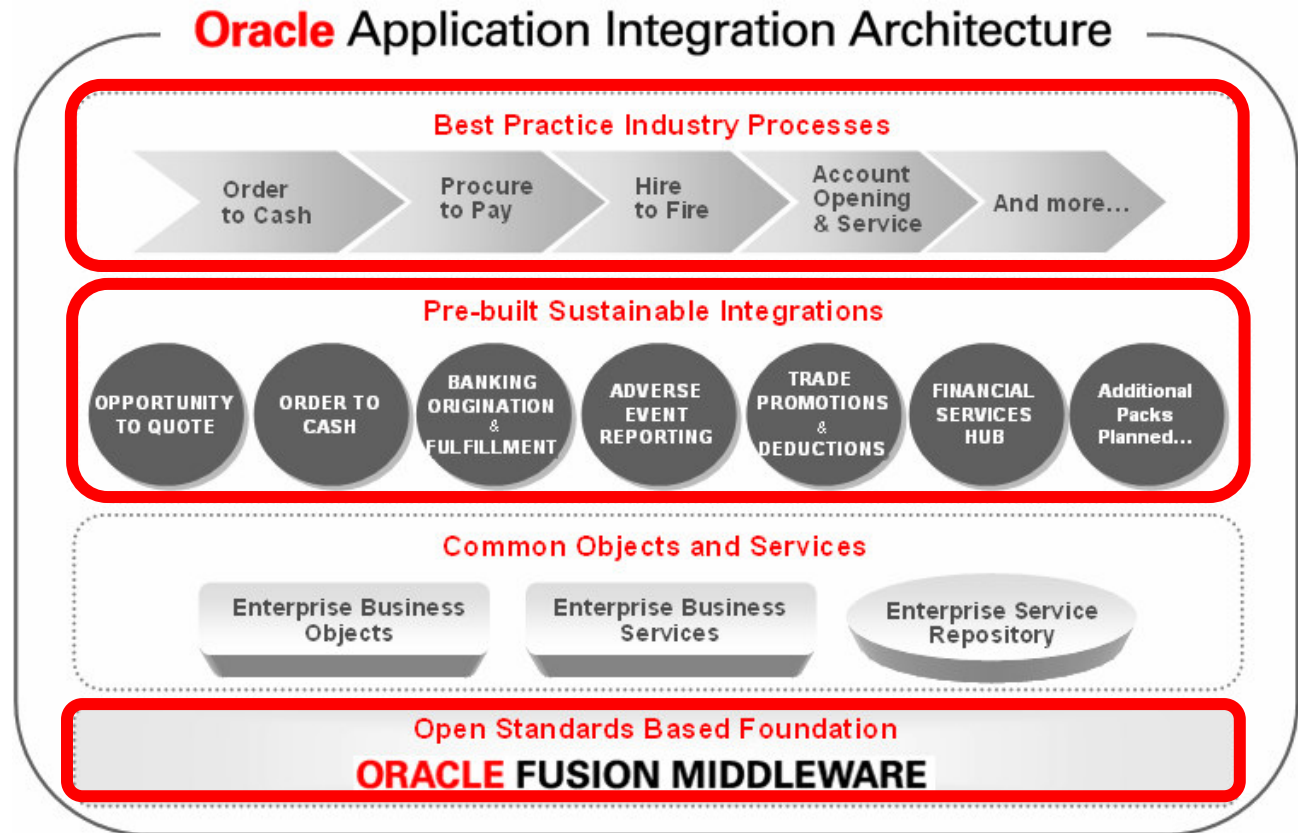 Oracle Application Integration Architecture
Best Practice Industry Processes
Order
to Cash
Procure
to Pay
Hire
to Fire
Account
Opening
& Service
And more...
Pre-built Sustainable Integrations
OPPORTUNITY
TO QUOTE
ORDER TO
CASH
BANKING
ORIGINATION
&
FULFILLMENT
ADVERSE
EVENT
REPORTING
TRADE
PROMOTIONS
&
DEDUCTIONS
FINANCIAL
SERVICES
HUB
Additional
Packs
Planned...
Common Objects and Services
Enterprise Business
Objects
Enterprise Business
Services
Enterprise Service
Repository
Open Standards Based Foundation
ORACLE FUSION MIDDLEWARE